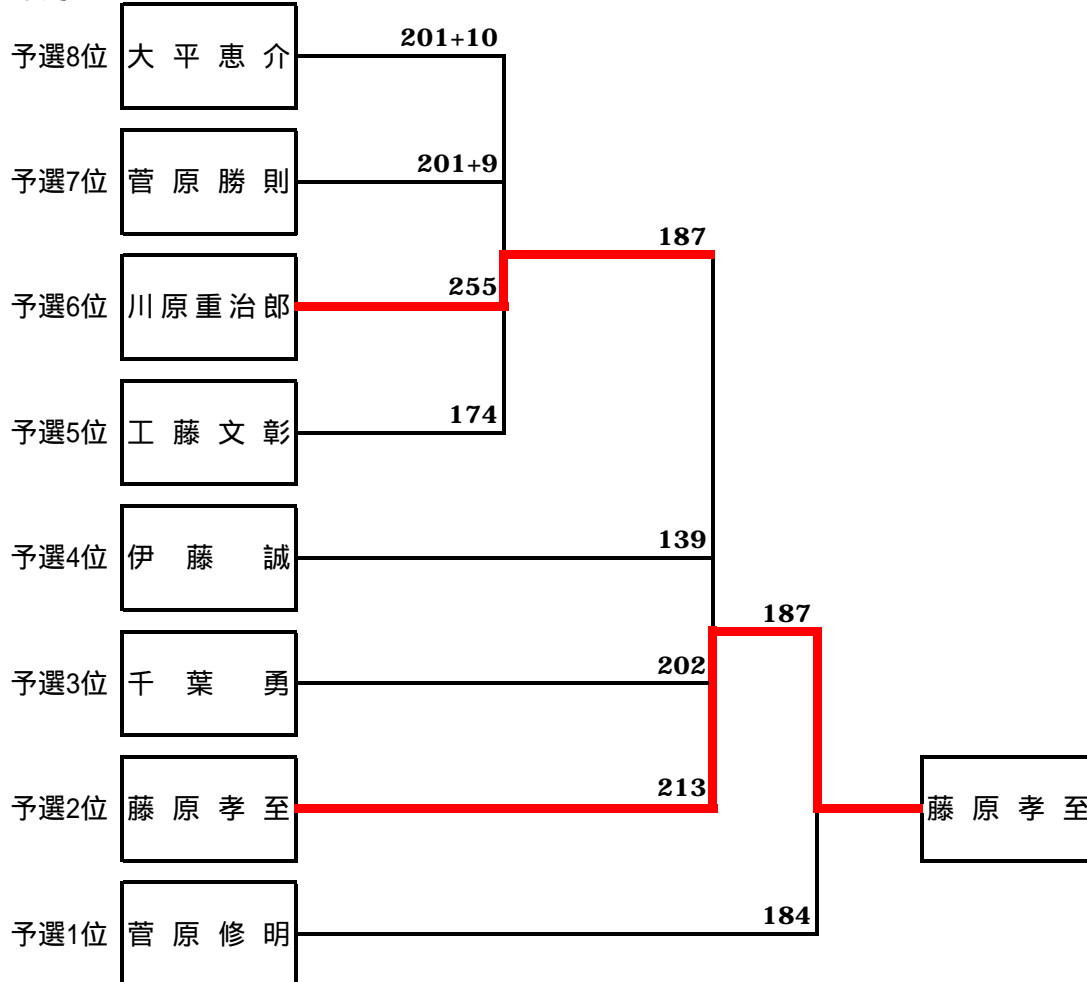 201+10
予選8位 大平恵介
201+9
予選7位 菅原勝則
187
255
予選6位 川原重治郎
174
予選5位 工藤文彰
139
予選4位 伊藤誠
187
202
予選3位 千葉勇
213
予選2位 藤原孝至 藤原孝至
184
予選1位 菅原修明